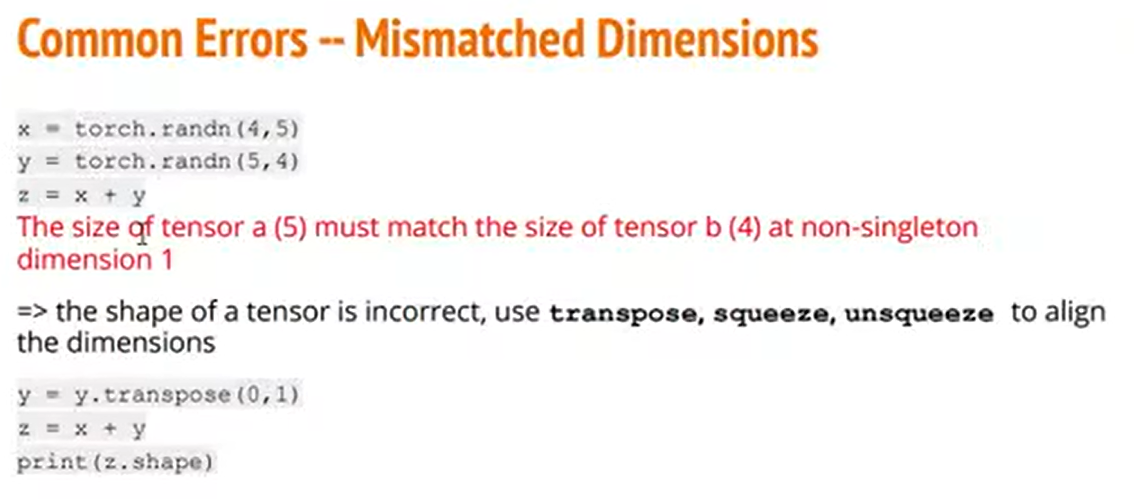 Common Errors -- Mismatched Dimensions
x = torch.randn(4,5)
y = torch.randn(5,4)
z = x + y
The size of tensor a (5) must match the size of tensor b (4) at non-singleton
dimension 1
=> the shape of a tensor is incorrect, use transpose, squeeze, unsqueeze to align
the dimensions
y = y.transpose(0,1)
z = x + y
print(z.shape)